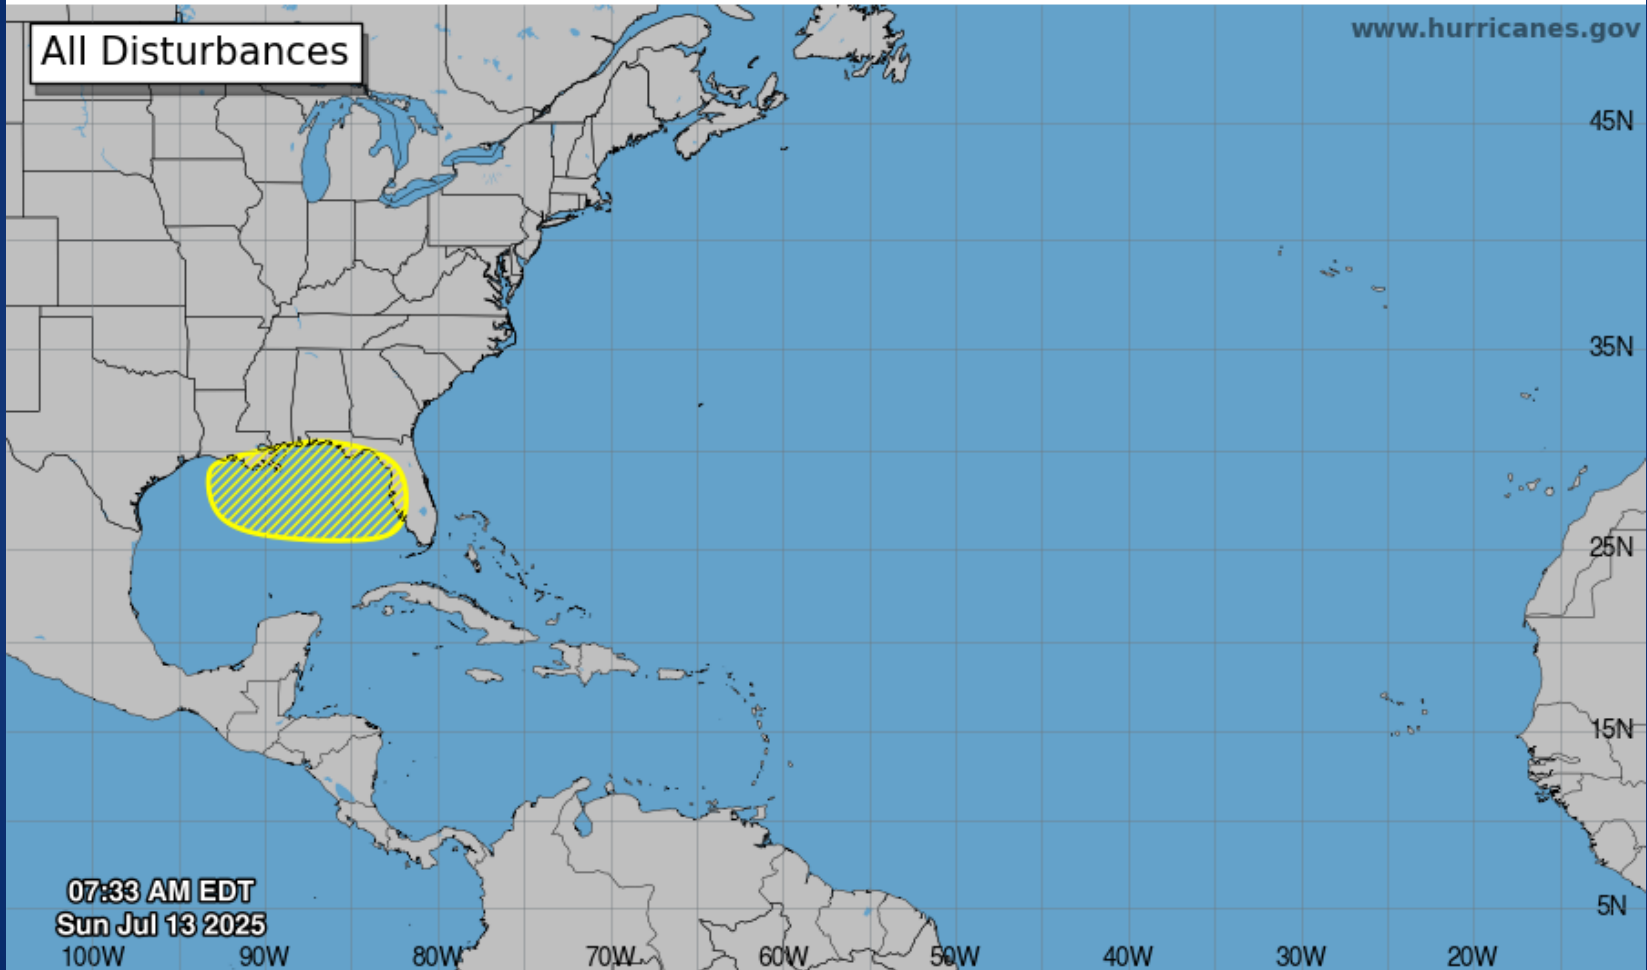 All Disturbances
www.hurricanes.gov
45N
35N
25N
15N
5N
07:33 AM EDT
Sun Jul 13 2025
100W 90W 80W 70W 60W 50W 40W 30W 20W